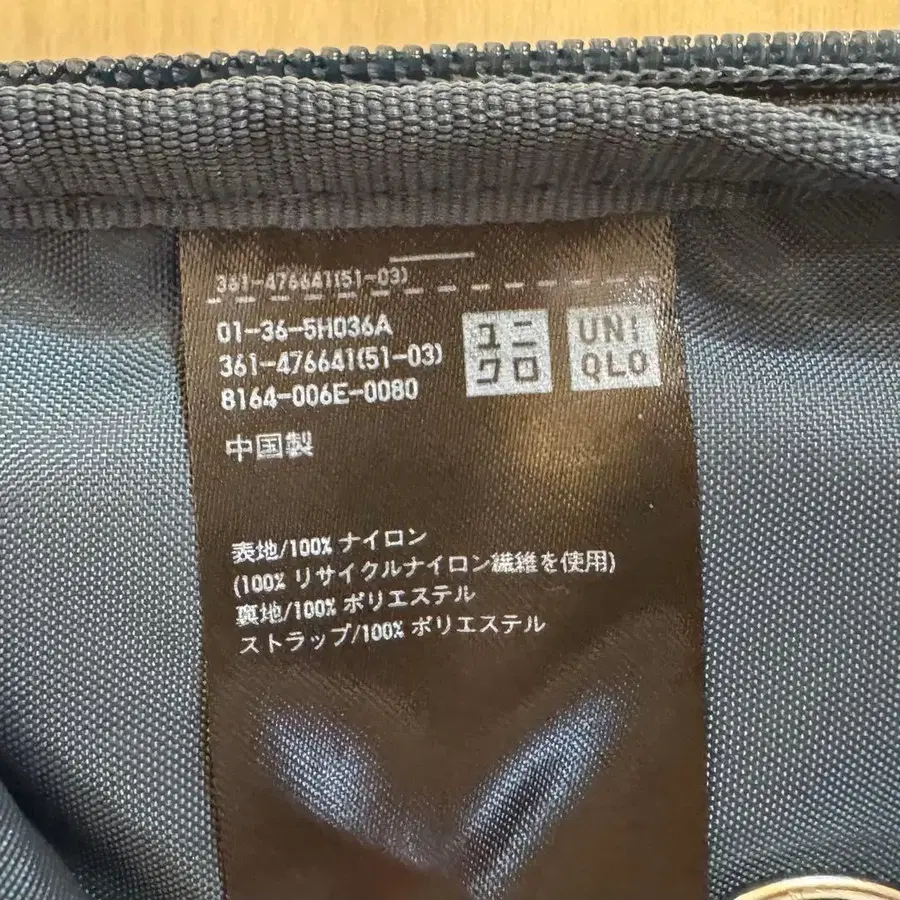 361-476641(51-03)
01-36-5H036A
361-476641(51-03)
8164-006E-0080
ユニクロ
UNIQLO
中国製
表地/100% ナイロン
(100% リサイクルナイロン繊維を使用)
裏地/100% ポリエステル
ストラップ/100% ポリエステル